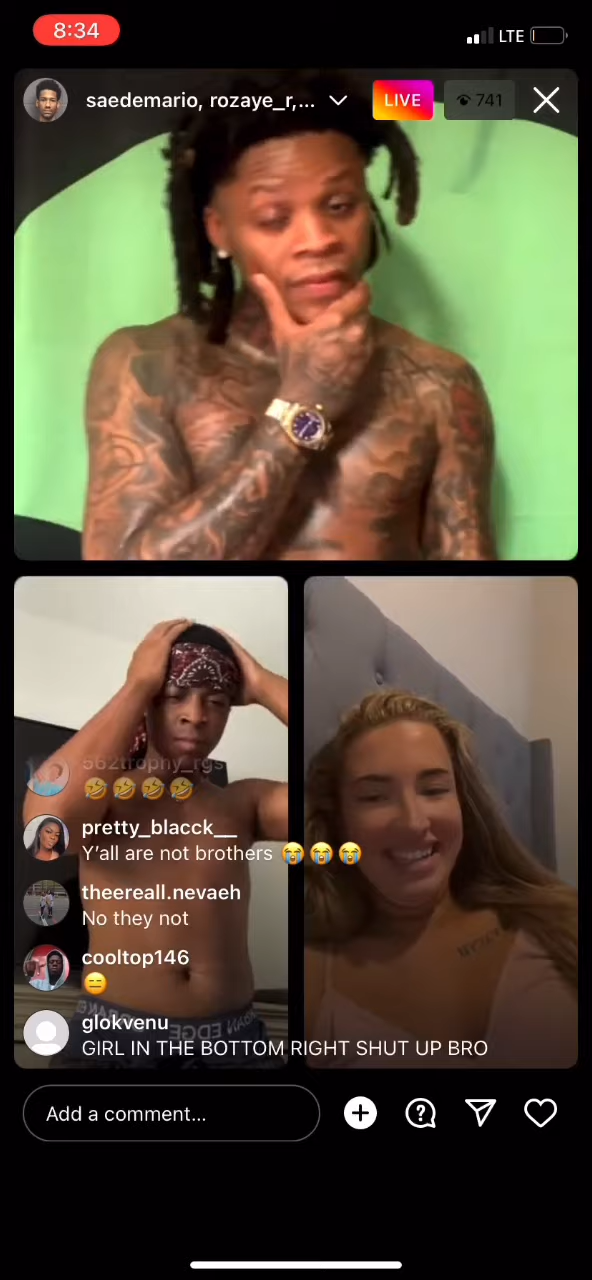 8:34
LTE
saedemario, rozaye_r,...
LIVE
741
562trophy_rgs
🤣🤣🤣🤣
pretty_blacck__
Y'all are not brothers 😭😭😭
theereall.nevaeh
No they not
cooltop146
😑
glokvenu
GIRL IN THE BOTTOM RIGHT SHUT UP BRO
Add a comment...